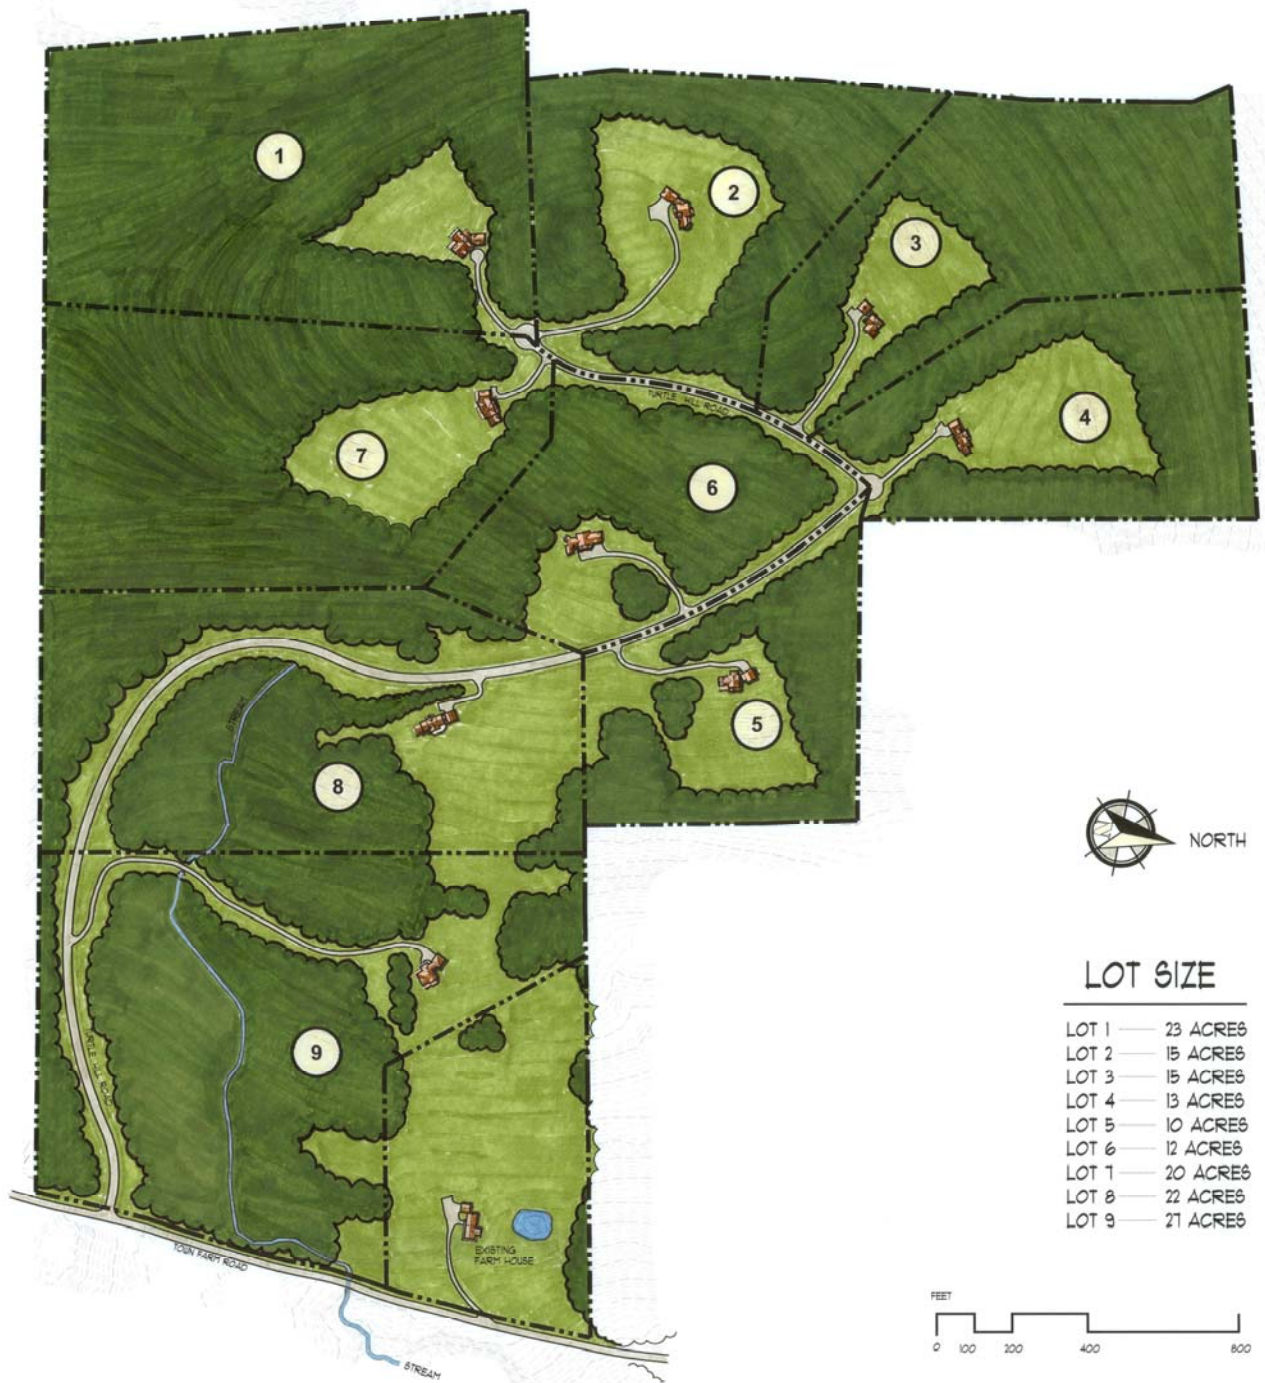 1
2
3
4
TURTLE HILL ROAD
7
6
5
STREAM
8
NORTH
LOT SIZE
LOT 1 23 ACRES
LOT 2 15 ACRES
LOT 3 15 ACRES
LOT 4 13 ACRES
LOT 5 10 ACRES
LOT 6 12 ACRES
LOT 7 20 ACRES
LOT 8 22 ACRES
LOT 9 27 ACRES
9
TURTLE HILL ROAD
TOWN FARM ROAD
EXISTING
FARM HOUSE
STREAM
FEET
0 100 200 400 800